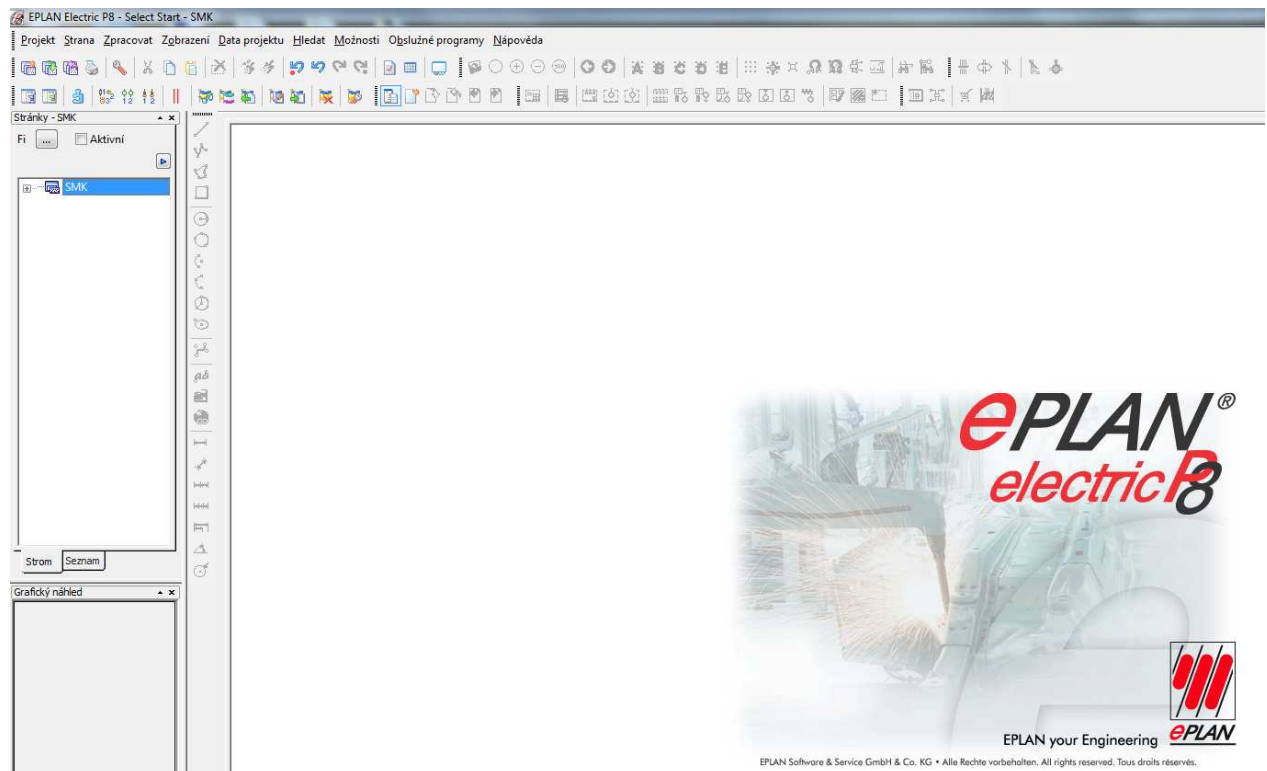 EPLAN Electric P8 - Select Start - SMK
Projekt Strana Zpracovat Zobrazení Data projektu Hledat Možnosti Obslužné programy Nápověda
Stránky - SMK
Fi ... Aktivní
SMK
Strom Seznam
Grafický náhled
ePLAN®
electric P8
EPLAN your Engineering
ePLAN
EPLAN Software & Service GmbH & Co. KG • Alle Rechte vorbehalten. All rights reserved. Tous droits réservés.